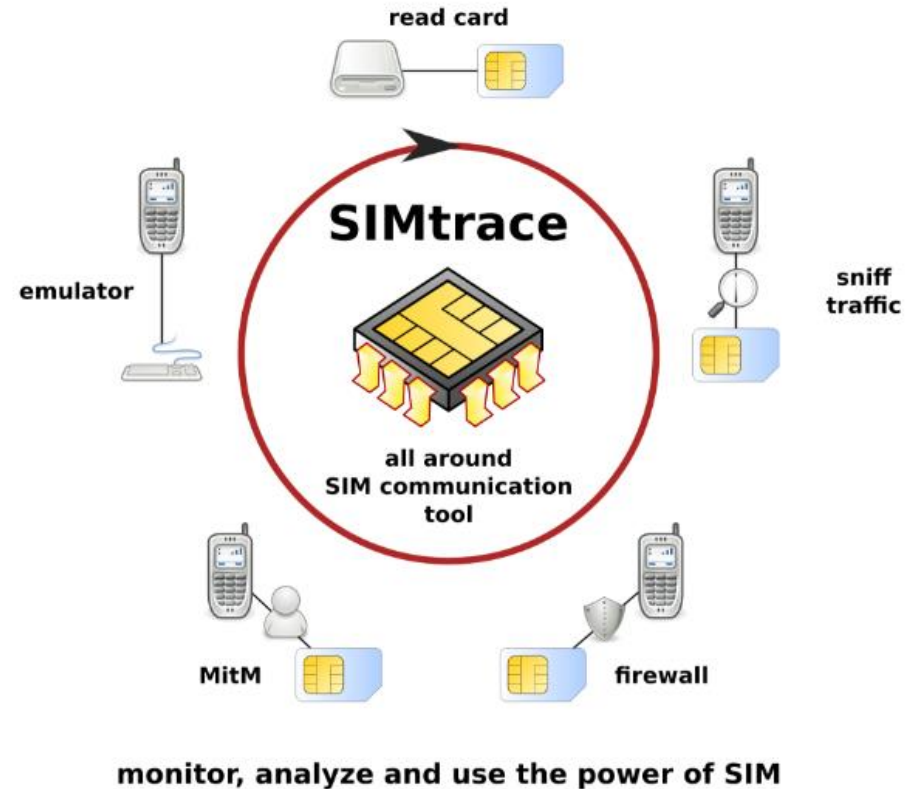 read card
SIMtrace
emulator
sniff
traffic
all around
SIM communication
tool
MitM
firewall
monitor, analyze and use the power of SIM